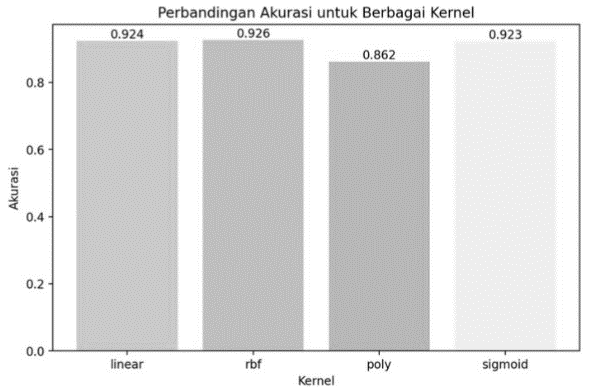 Perbandingan Akurasi untuk Berbagai Kernel
0.924
0.926
0.862
0.923
Akurasi
0.8
0.6
0.4
0.2
0.0
linear
rbf
poly
sigmoid
Kernel